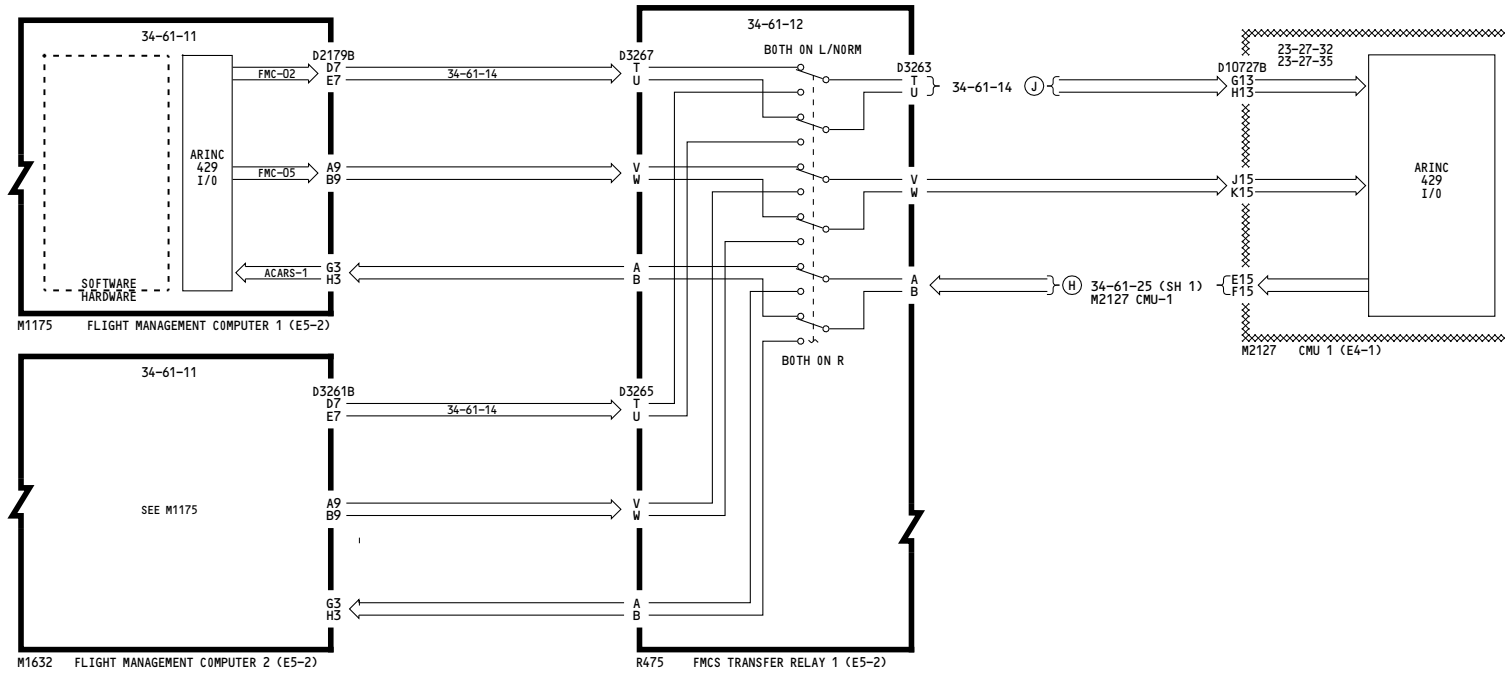 34-61-11
SOFTWARE
HARDWARE
ARINC
429
I/O
FMC-02
FMC-05
ACARS-1
D2179B
D7
E7
A9
B9
G3
H3
M1175 FLIGHT MANAGEMENT COMPUTER 1 (E5-2)
34-61-14
34-61-11
SEE M1175
D3261B
D7
E7
A9
B9
G3
H3
M1632 FLIGHT MANAGEMENT COMPUTER 2 (E5-2)
34-61-14
34-61-12
BOTH ON L/NORM
D3267
T
U
V
W
A
B
D3265
T
U
V
W
A
B
BOTH ON R
D3263
T
U
V
W
A
B
R475 FMCS TRANSFER RELAY 1 (E5-2)
34-61-14 J
H 34-61-25 (SH 1)
M2127 CMU-1
23-27-32
23-27-35
D10727B
G13
H13
J15
K15
E15
F15
ARINC
429
I/O
M2127 CMU 1 (E4-1)